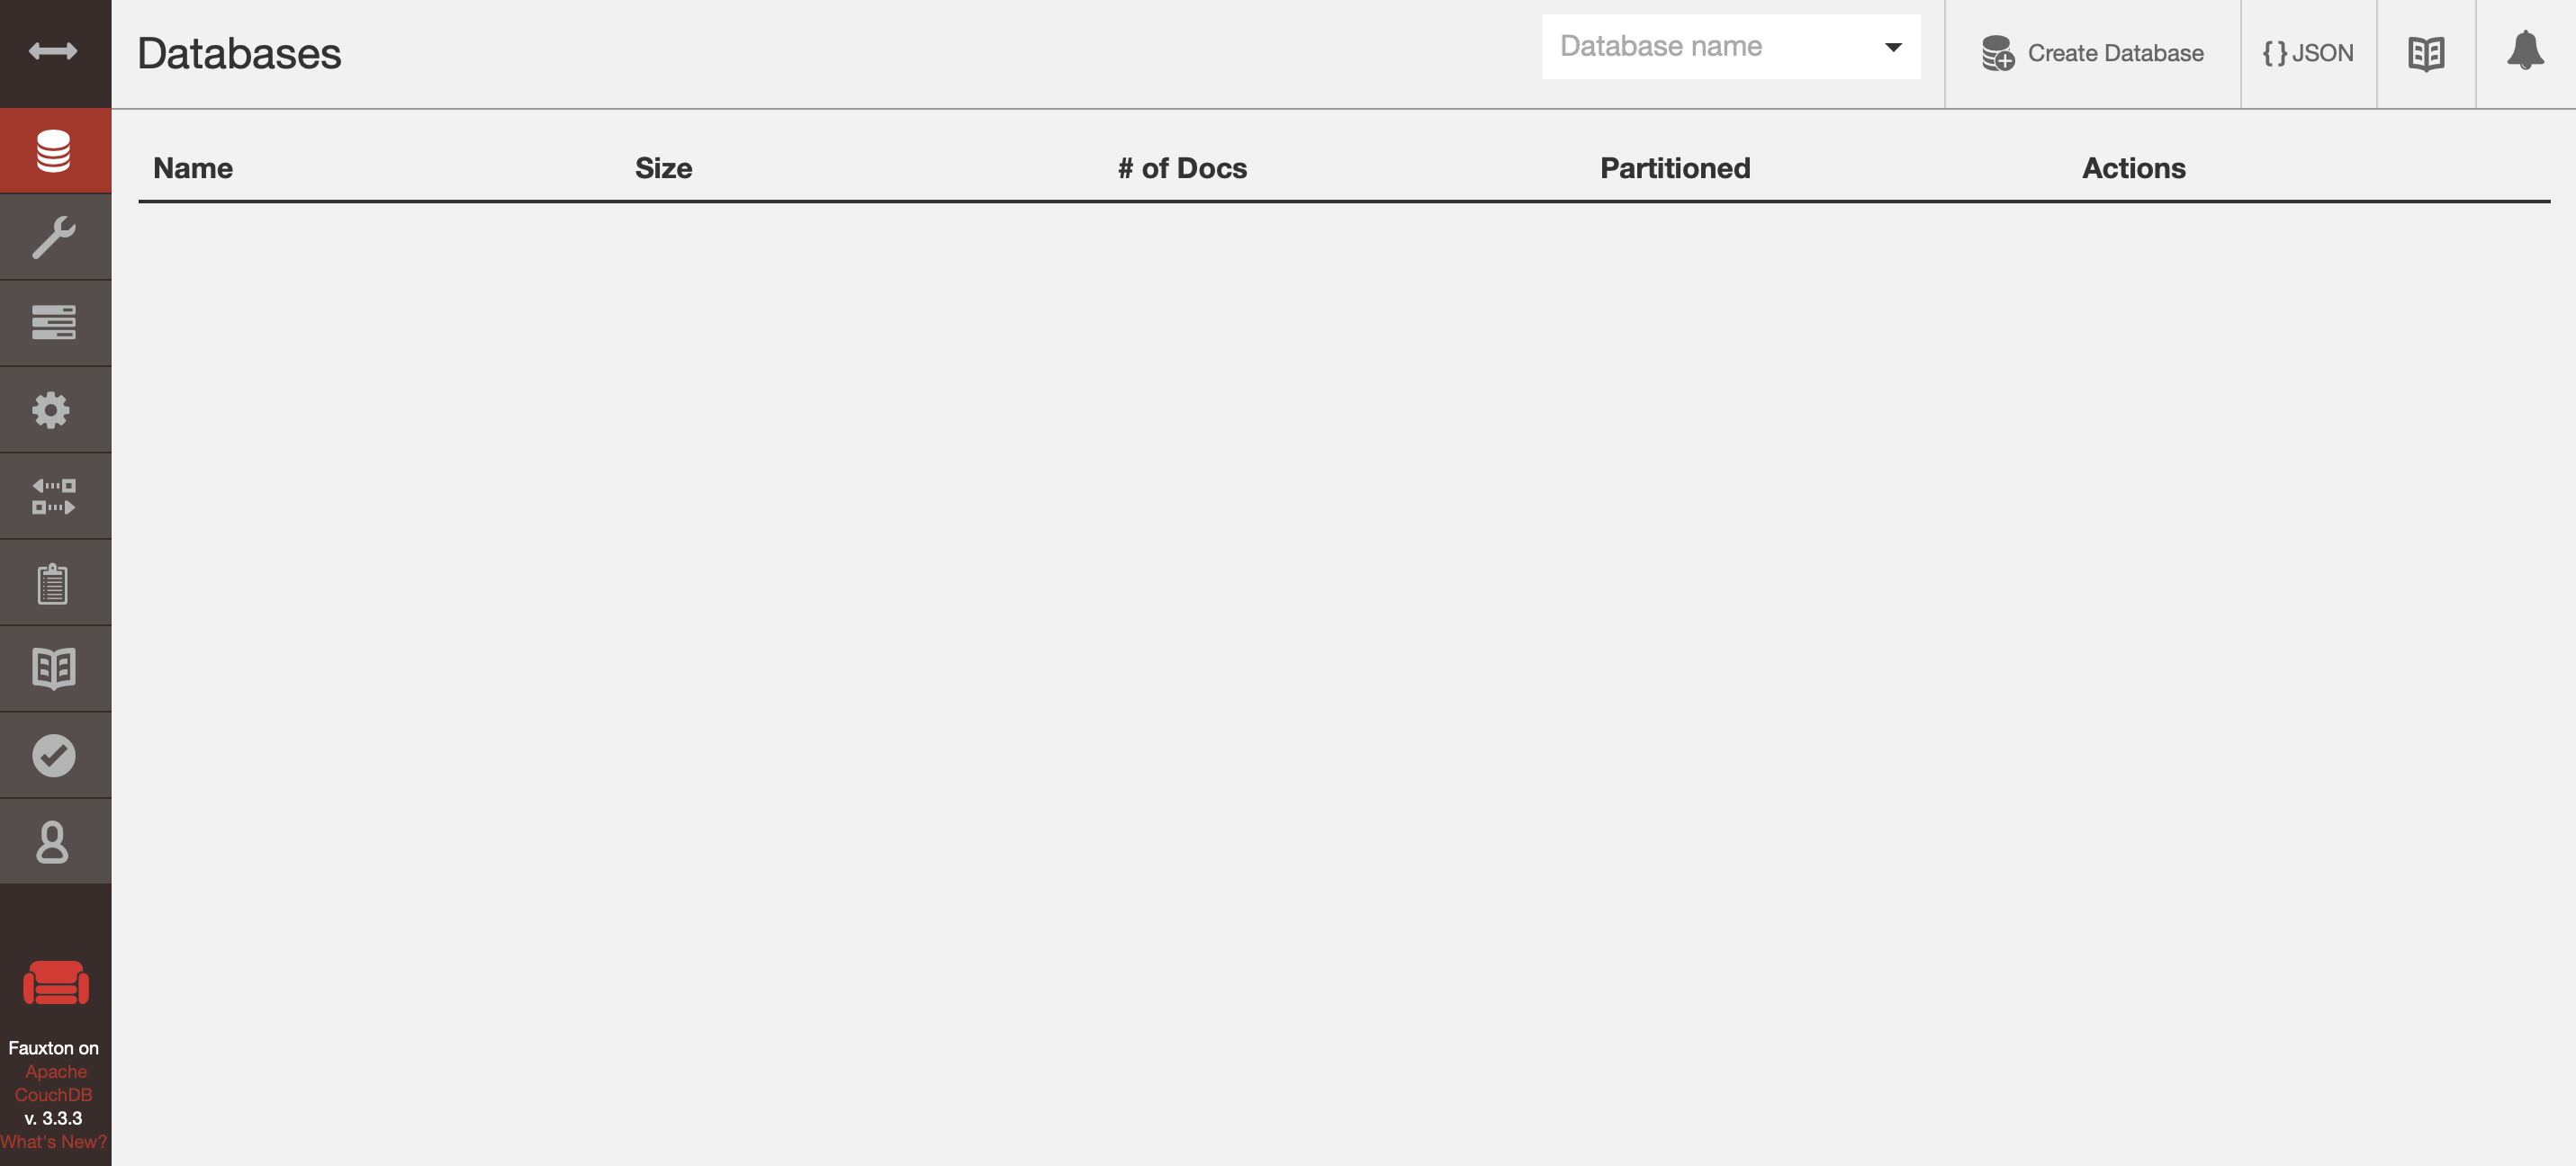 Databases
Database name
Create Database
{} JSON
Name
Size
# of Docs
Partitioned
Actions
Fauxton on
Apache
CouchDB
v. 3.3.3
What's New?